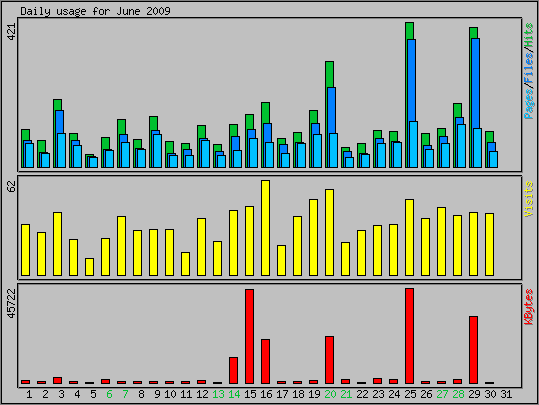 Daily usage for June 2009
421
Pages/Files/Hits
62
Visits
45722
KBytes
1 2 3 4 5 6 7 8 9 10 11 12 13 14 15 16 17 18 19 20 21 22 23 24 25 26 27 28 29 30 31